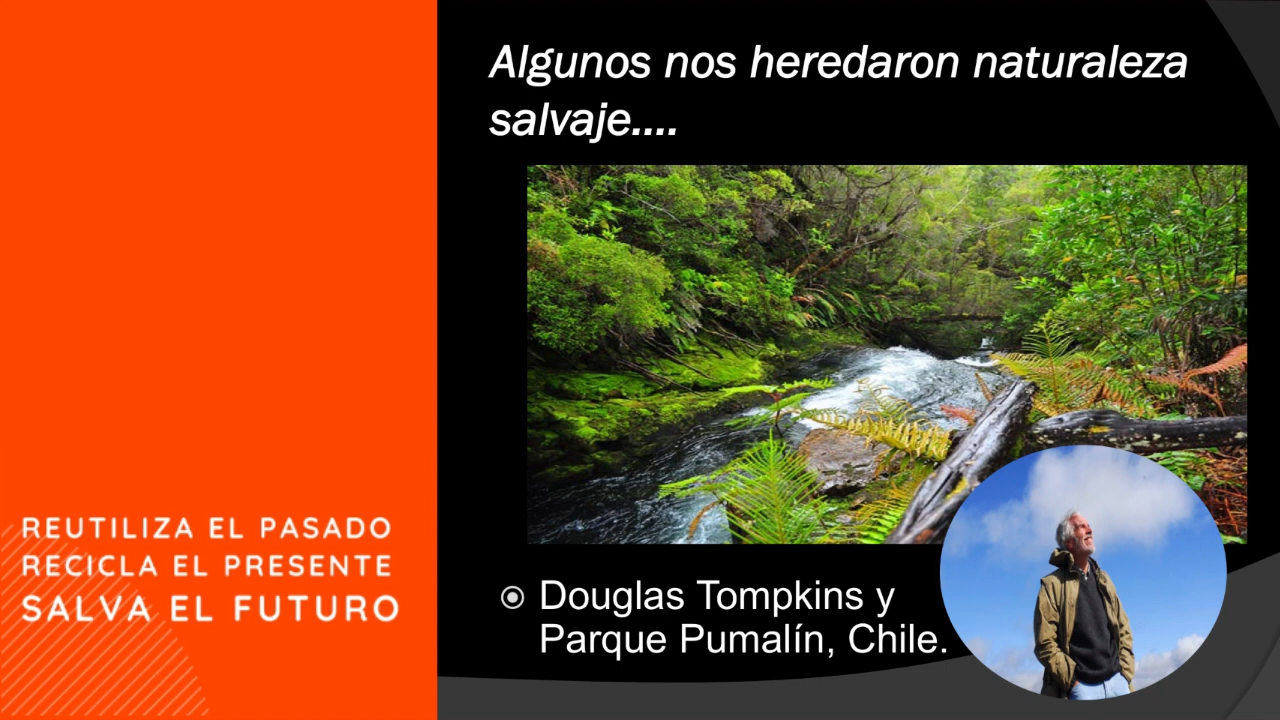 Algunos nos heredaron naturaleza
salvaje....
Douglas Tompkins y
Parque Pumalín, Chile.
REUTILIZA EL PASADO
RECICLA EL PRESENTE
SALVA EL FUTURO